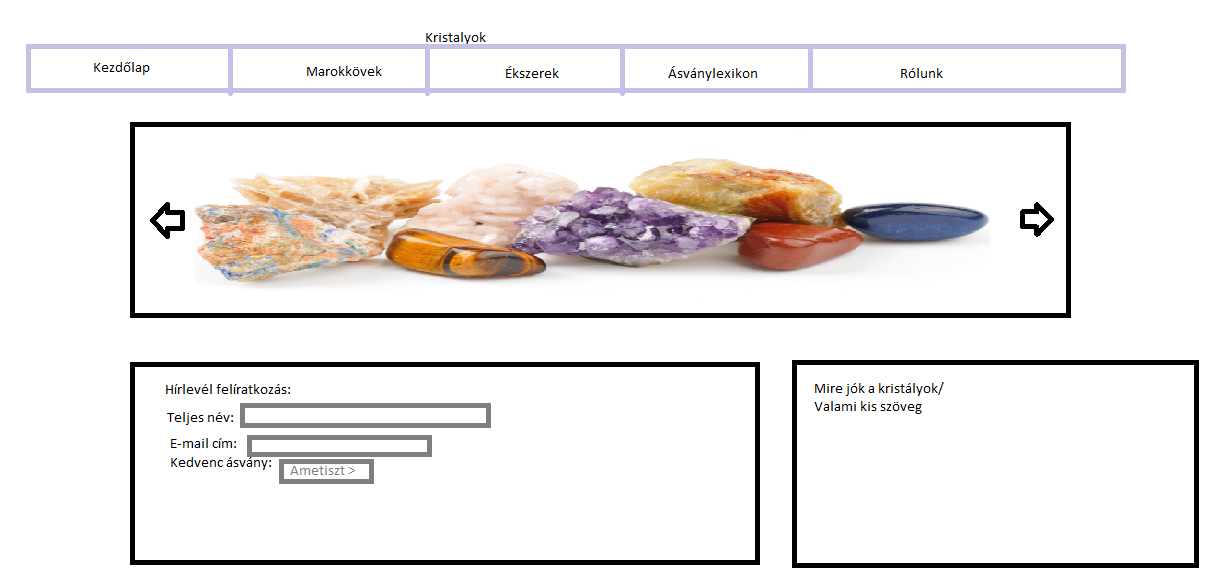 Kristalyok
Kezdőlap Marokkövek Ékszerek Ásványlexikon Rólunk
Hírlevél felíratkozás:
Teljes név:
E-mail cím:
Kedvenc ásvány: Ametiszt >
Mire jók a kristályok/
Valami kis szöveg